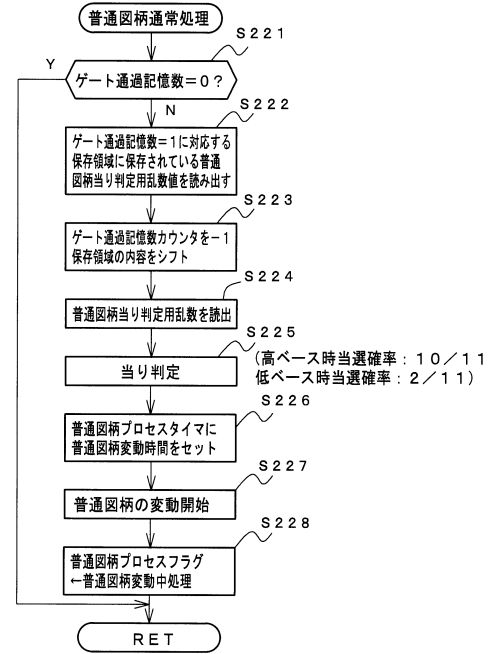 普通図柄通常処理
S221
Y
ゲート通過記憶数=0?
N
S222
ゲート通過記憶数=1に対応する
保存領域に保存されている普通
図柄当り判定用乱数値を読み出す
S223
ゲート通過記憶数カウンタを-1
保存領域の内容をシフト
S224
普通図柄当り判定用乱数を読出
S225
当り判定
(高ベース時当選確率:10/11
低ベース時当選確率:2/11)
S226
普通図柄プロセスタイマに
普通図柄変動時間をセット
S227
普通図柄の変動開始
S228
普通図柄プロセスフラグ
←普通図柄変動中処理
RET